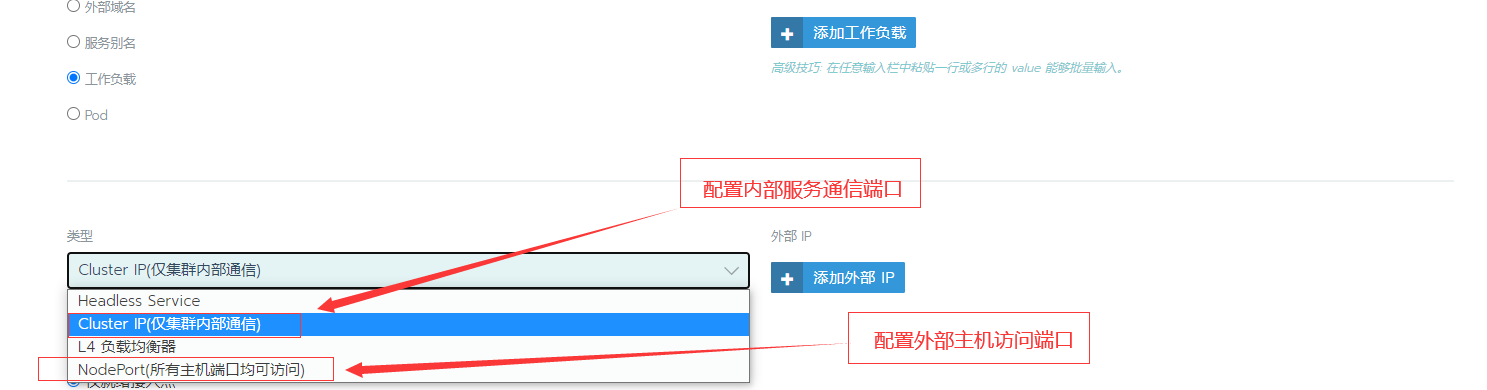 外部域名
服务别名
工作负载
Pod
添加工作负载
高级技巧: 在任意输入栏中粘贴一行或多行的 value 能够批量输入。
配置内部服务通信端口
类型
Cluster IP(仅集群内部通信)
Headless Service
Cluster IP(仅集群内部通信)
L4 负载均衡器
NodePort(所有主机端口均可访问)
外部 IP
添加外部 IP
配置外部主机访问端口